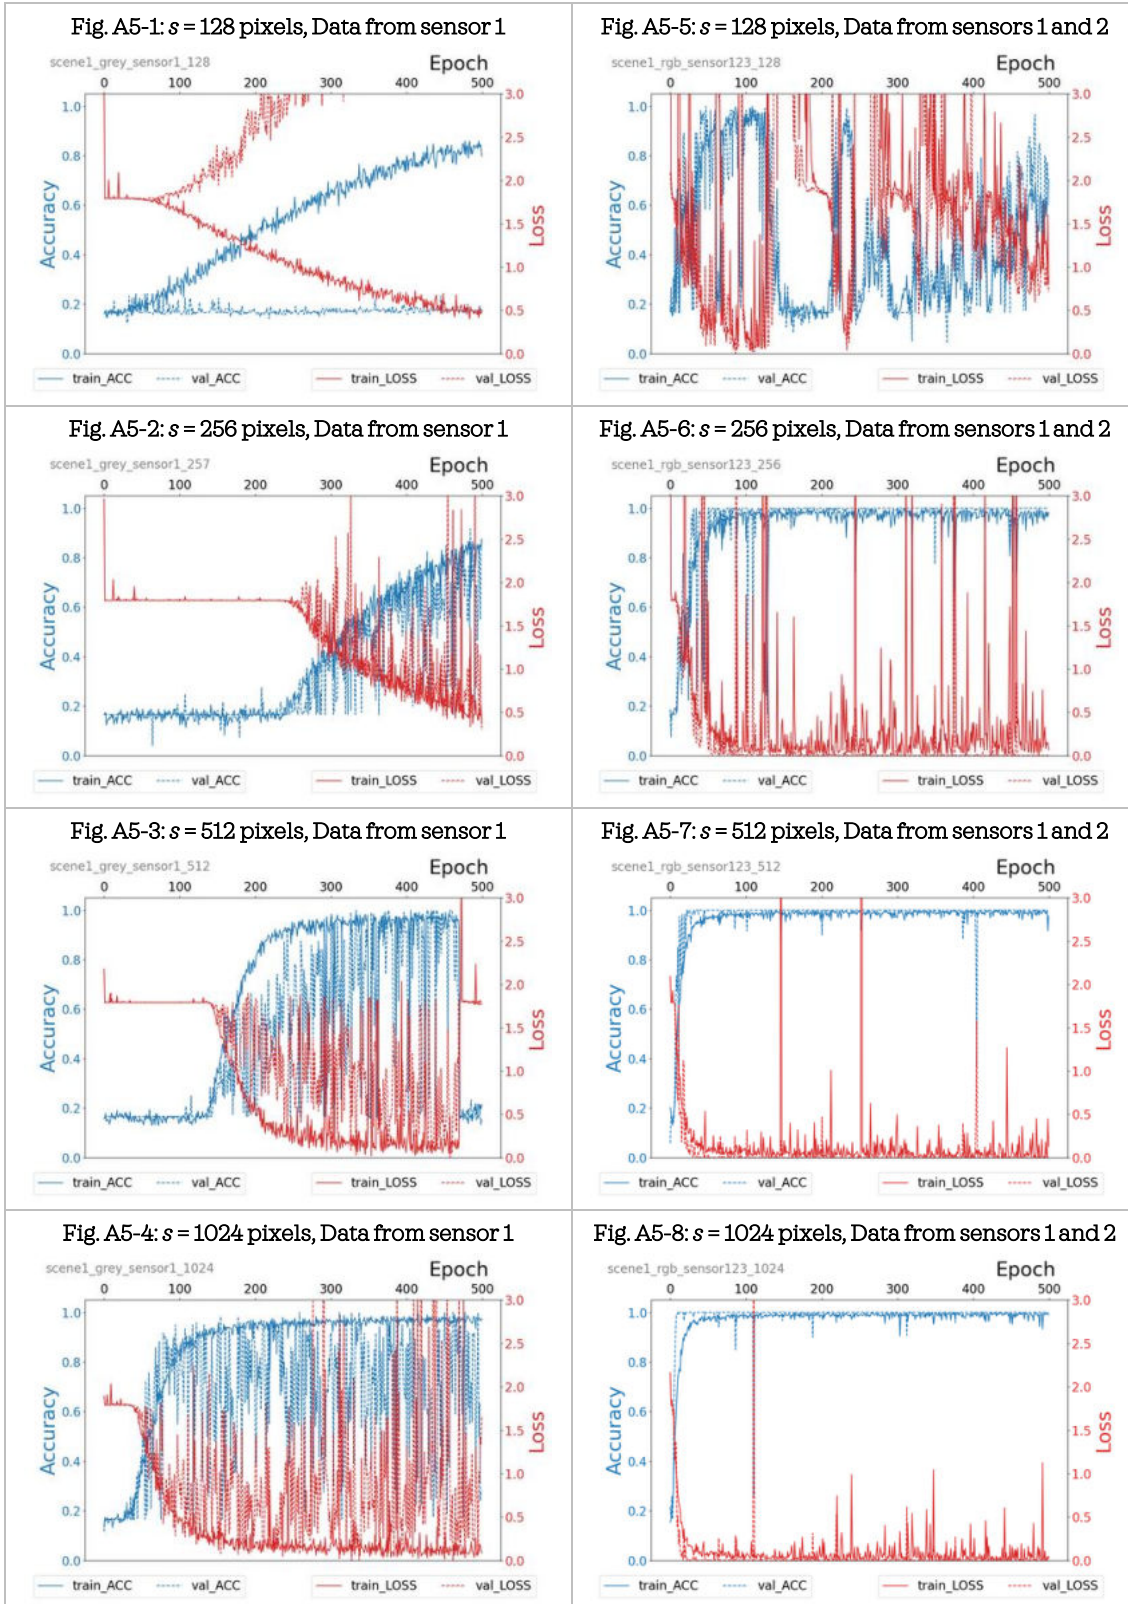 Fig. A5-1: s = 128 pixels, Data from sensor 1
scene1_grey_sensor1_128
Epoch
0 100 200 300 400 500
1.0 0.8 0.6 0.4 0.2 0.0
Accuracy
3.0 2.5 2.0 1.5 1.0 0.5 0.0
Loss
train_ACC val_ACC train_LOSS val_LOSS
Fig. A5-5: s = 128 pixels, Data from sensors 1 and 2
scene1_rgb_sensor123_128
Epoch
0 100 200 300 400 500
1.0 0.8 0.6 0.4 0.2 0.0
Accuracy
3.0 2.5 2.0 1.5 1.0 0.5 0.0
Loss
train_ACC val_ACC train_LOSS val_LOSS
Fig. A5-2: s = 256 pixels, Data from sensor 1
scene1_grey_sensor1_257
Epoch
0 100 200 300 400 500
1.0 0.8 0.6 0.4 0.2 0.0
Accuracy
3.0 2.5 2.0 1.5 1.0 0.5 0.0
Loss
train_ACC val_ACC train_LOSS val_LOSS
Fig. A5-6: s = 256 pixels, Data from sensors 1 and 2
scene1_rgb_sensor123_256
Epoch
0 100 200 300 400 500
1.0 0.8 0.6 0.4 0.2 0.0
Accuracy
3.0 2.5 2.0 1.5 1.0 0.5 0.0
Loss
train_ACC val_ACC train_LOSS val_LOSS
Fig. A5-3: s = 512 pixels, Data from sensor 1
scene1_grey_sensor1_512
Epoch
0 100 200 300 400 500
1.0 0.8 0.6 0.4 0.2 0.0
Accuracy
3.0 2.5 2.0 1.5 1.0 0.5 0.0
Loss
train_ACC val_ACC train_LOSS val_LOSS
Fig. A5-7: s = 512 pixels, Data from sensors 1 and 2
scene1_rgb_sensor123_512
Epoch
0 100 200 300 400 500
1.0 0.8 0.6 0.4 0.2 0.0
Accuracy
3.0 2.5 2.0 1.5 1.0 0.5 0.0
Loss
train_ACC val_ACC train_LOSS val_LOSS
Fig. A5-4: s = 1024 pixels, Data from sensor 1
scene1_grey_sensor1_1024
Epoch
0 100 200 300 400 500
1.0 0.8 0.6 0.4 0.2 0.0
Accuracy
3.0 2.5 2.0 1.5 1.0 0.5 0.0
Loss
train_ACC val_ACC train_LOSS val_LOSS
Fig. A5-8: s = 1024 pixels, Data from sensors 1 and 2
scene1_rgb_sensor123_1024
Epoch
0 100 200 300 400 500
1.0 0.8 0.6 0.4 0.2 0.0
Accuracy
3.0 2.5 2.0 1.5 1.0 0.5 0.0
Loss
train_ACC val_ACC train_LOSS val_LOSS